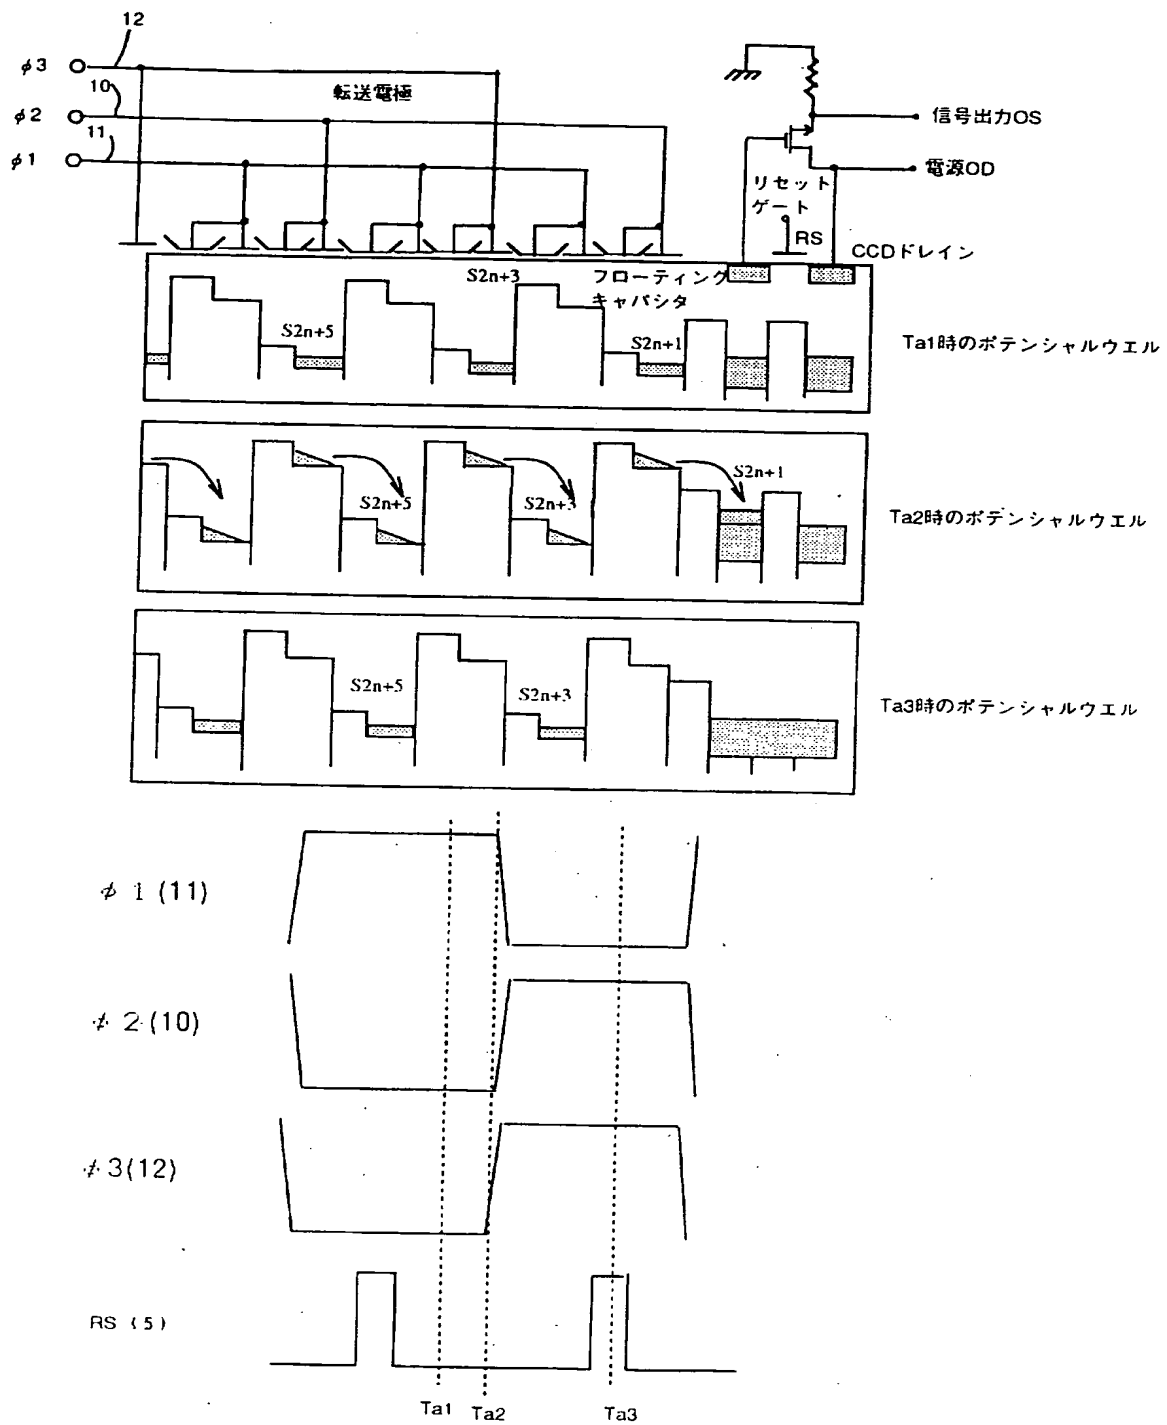 12
φ3
10
転送電極
φ2
11
φ1
信号出力OS
電源OD
リセット
ゲート
RS
CCDドレイン
S2n+3
フローティング
キャパシタ
S2n+5
S2n+1
Ta1時のポテンシャルウエル
S2n+1
S2n+5
S2n+3
Ta2時のポテンシャルウエル
S2n+5
S2n+3
Ta3時のポテンシャルウエル
φ1(11)
φ2(10)
φ3(12)
RS (5)
Ta1
Ta2
Ta3